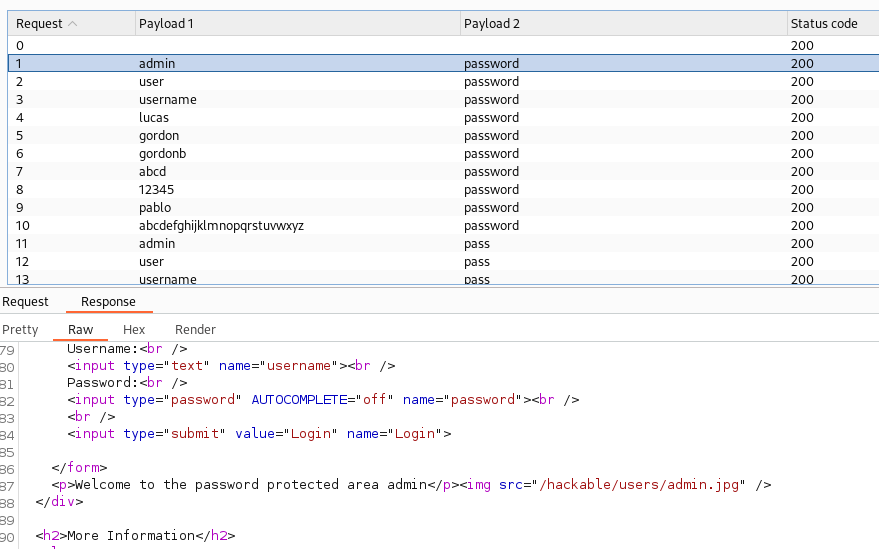 Request Payload 1 Payload 2 Status code
0 200
1 admin password 200
2 user password 200
3 username password 200
4 lucas password 200
5 gordon password 200
6 gordonb password 200
7 abcd password 200
8 12345 password 200
9 pablo password 200
10 abcdefghijklmnopqrstuvwxyz password 200
11 admin pass 200
12 user pass 200
13 username pass 200
Request Response
Pretty Raw Hex Render
79 Username:<br />
80 <input type="text" name="username"><br />
81 Password:<br />
82 <input type="password" AUTOCOMPLETE="off" name="password"><br />
83 <br />
84 <input type="submit" value="Login" name="Login">
85
86 </form>
87 <p>Welcome to the password protected area admin</p><img src="/hackable/users/admin.jpg" />
88 </div>
89
90 <h2>More Information</h2>